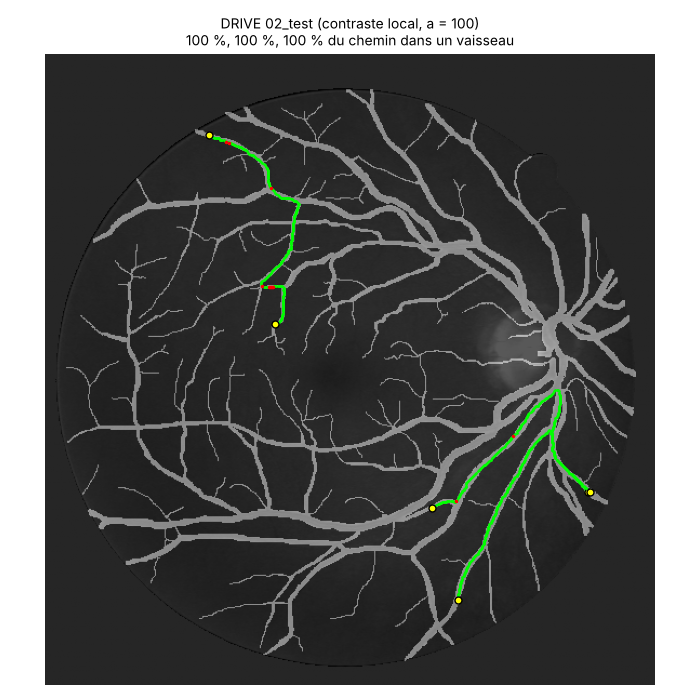 DRIVE 02_test (contraste local, a = 100)
100 %, 100 %, 100 % du chemin dans un vaisseau